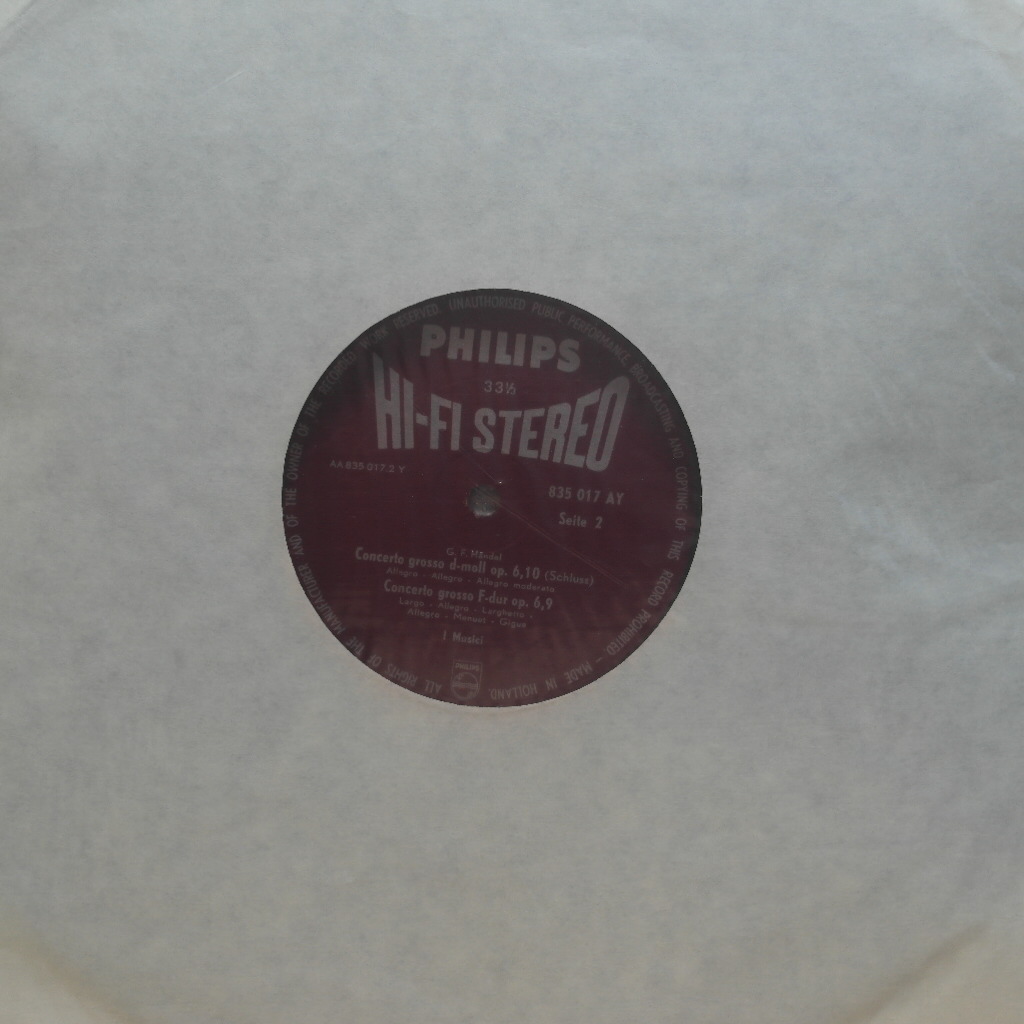 PHILIPS
33⅓
HI-FI STEREO
AA 835 017.2 Y
835 017 AY
Seite 2
G. F. Händel
Concerto grosso d-moll op. 6,10 (Schluss)
Allegro - Allegro - Allegro moderato
Concerto grosso F-dur op. 6,9
Largo - Allegro - Larghetto -
Allegro - Menuet - Gigue
I Musici
PHILIPS
ALL RIGHTS OF THE MANUFACTURER AND OF THE OWNER OF THE RECORDED WORK RESERVED. UNAUTHORISED PUBLIC PERFORMANCE, BROADCASTING AND COPYING OF THIS RECORD PROHIBITED - MADE IN HOLLAND.